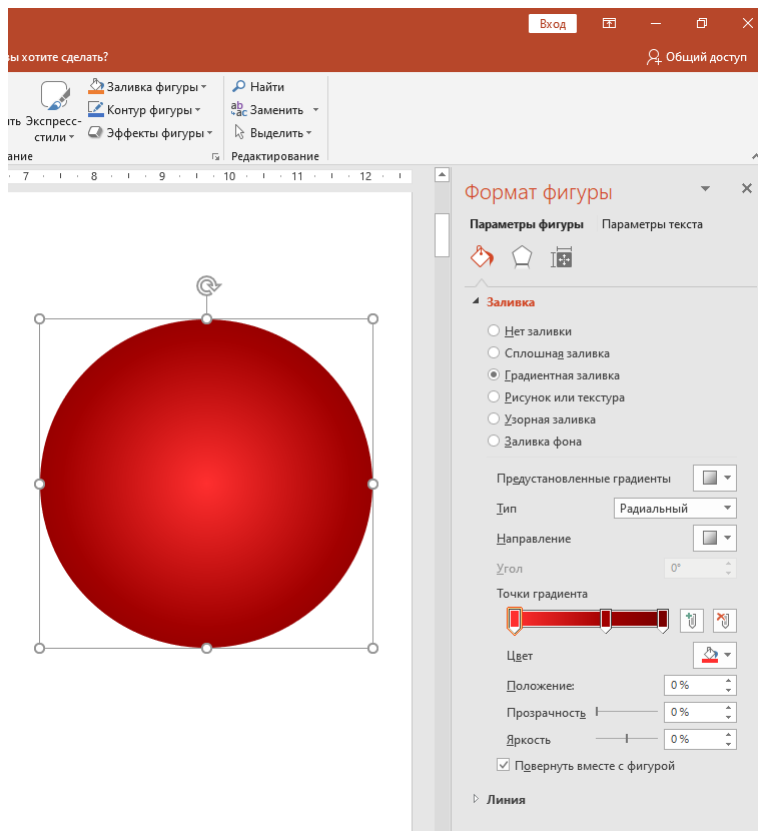 Вход
вы хотите сделать?
Общий доступ
Заливка фигуры
Найти
Экспресс-стили
Контур фигуры
Заменить
Эффекты фигуры
Выделить
Редактирование
7 8 9 10 11 12
Формат фигуры
Параметры фигуры Параметры текста
Заливка
Нет заливки
Сплошная заливка
Градиентная заливка
Рисунок или текстура
Узорная заливка
Заливка фона
Предустановленные градиенты
Тип Радиальный
Направление
Угол 0°
Точки градиента
Цвет
Положение: 0 %
Прозрачность 0 %
Яркость 0 %
Повернуть вместе с фигурой
Линия